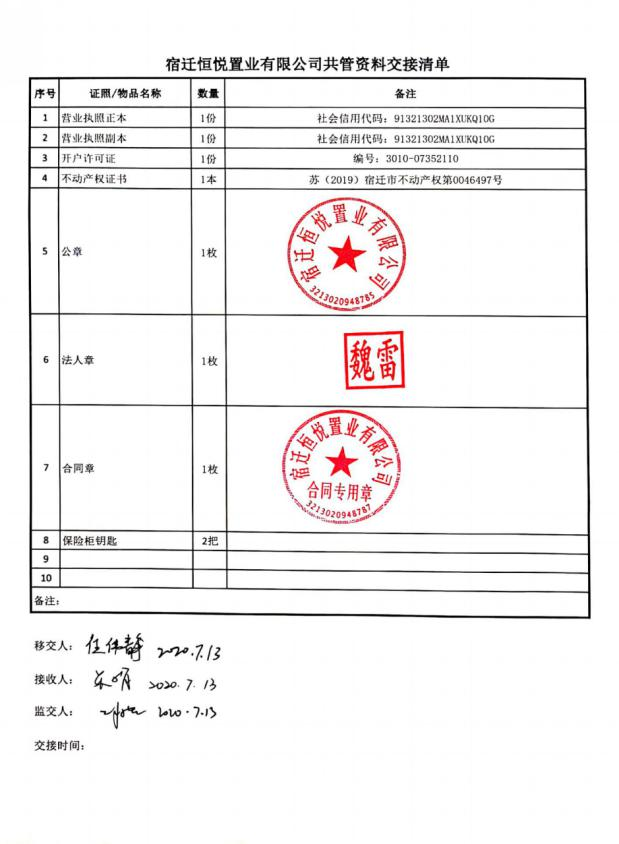 宿迁恒悦置业有限公司共管资料交接清单
序号 证照/物品名称 数量 备注
1 营业执照正本 1份 社会信用代码：91321302MA1XUKQ10G
2 营业执照副本 1份 社会信用代码：91321302MA1XUKQ10G
3 开户许可证 1份 编号：3010-07352110
4 不动产权证书 1本 苏（2019）宿迁市不动产权第0046497号
5 公章 1枚
宿迁恒悦置业有限公司
3213020948785
6 法人章 1枚 魏雷
7 合同章 1枚
宿迁恒悦置业有限公司
合同专用章
3213020948787
8 保险柜钥匙 2把
9
10
备注：
移交人： 2020.7.13
接收人： 2020.7.13
监交人： 2020.7.13
交接时间：